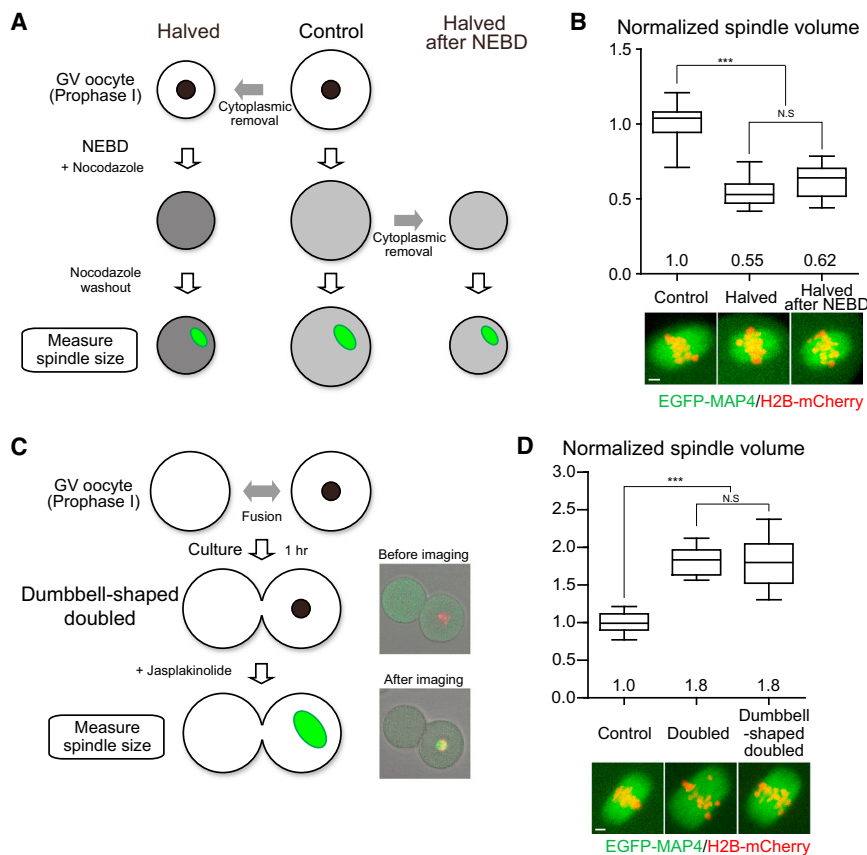 A
Halved
Control
Halved
after NEBD
GV oocyte
(Prophase I)
Cytoplasmic
removal
NEBD
+ Nocodazole
Cytoplasmic
removal
Nocodazole
washout
Measure
spindle size
B
Normalized spindle volume
1.5
1.0
0.5
0.0
***
N.S
1.0
0.55
0.62
Control
Halved
Halved
after NEBD
EGFP-MAP4/H2B-mCherry
C
GV oocyte
(Prophase I)
Fusion
Culture
1 hr
Dumbbell-shaped
doubled
+ Jasplakinolide
Measure
spindle size
Before imaging
After imaging
D
Normalized spindle volume
3.0
2.5
2.0
1.5
1.0
0.5
0.0
***
N.S
1.0
1.8
1.8
Control
Doubled
Dumbbell
-shaped
doubled
EGFP-MAP4/H2B-mCherry